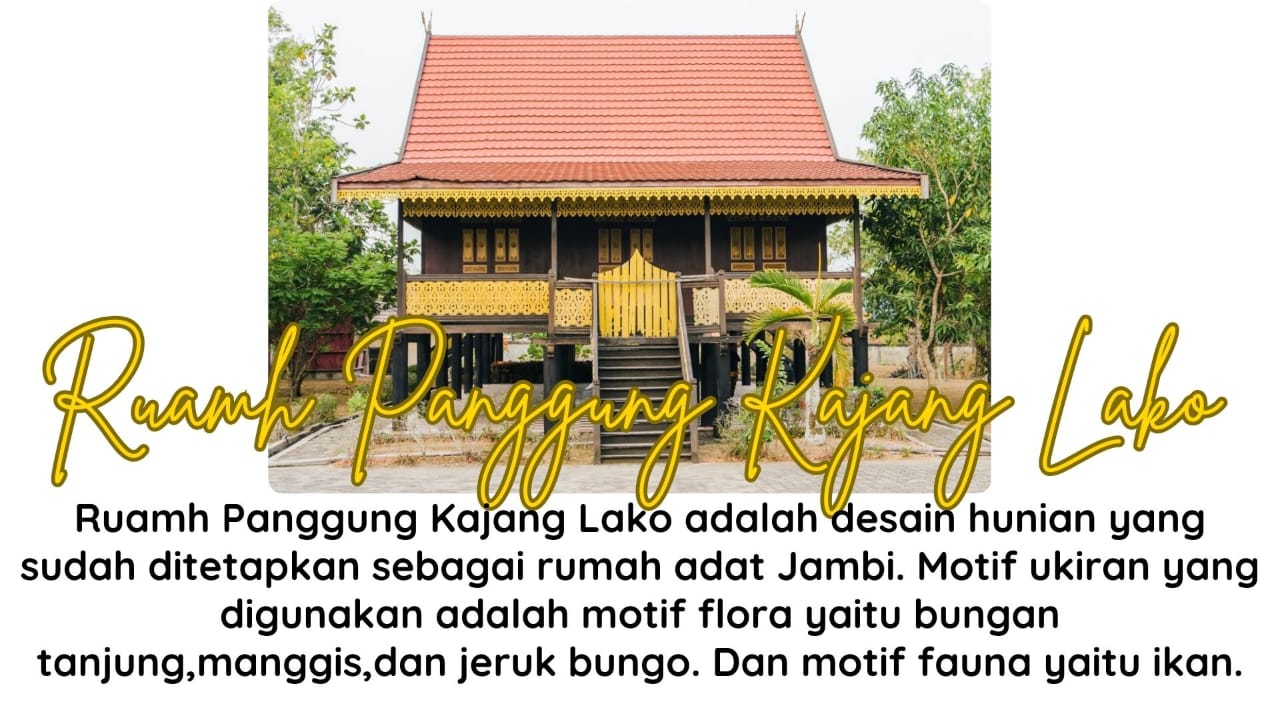 Ruamh Panggung Kajang Lako
Ruamh Panggung Kajang Lako adalah desain hunian yang
sudah ditetapkan sebagai rumah adat Jambi. Motif ukiran yang
digunakan adalah motif flora yaitu bungan
tanjung,manggis,dan jeruk bungo. Dan motif fauna yaitu ikan.